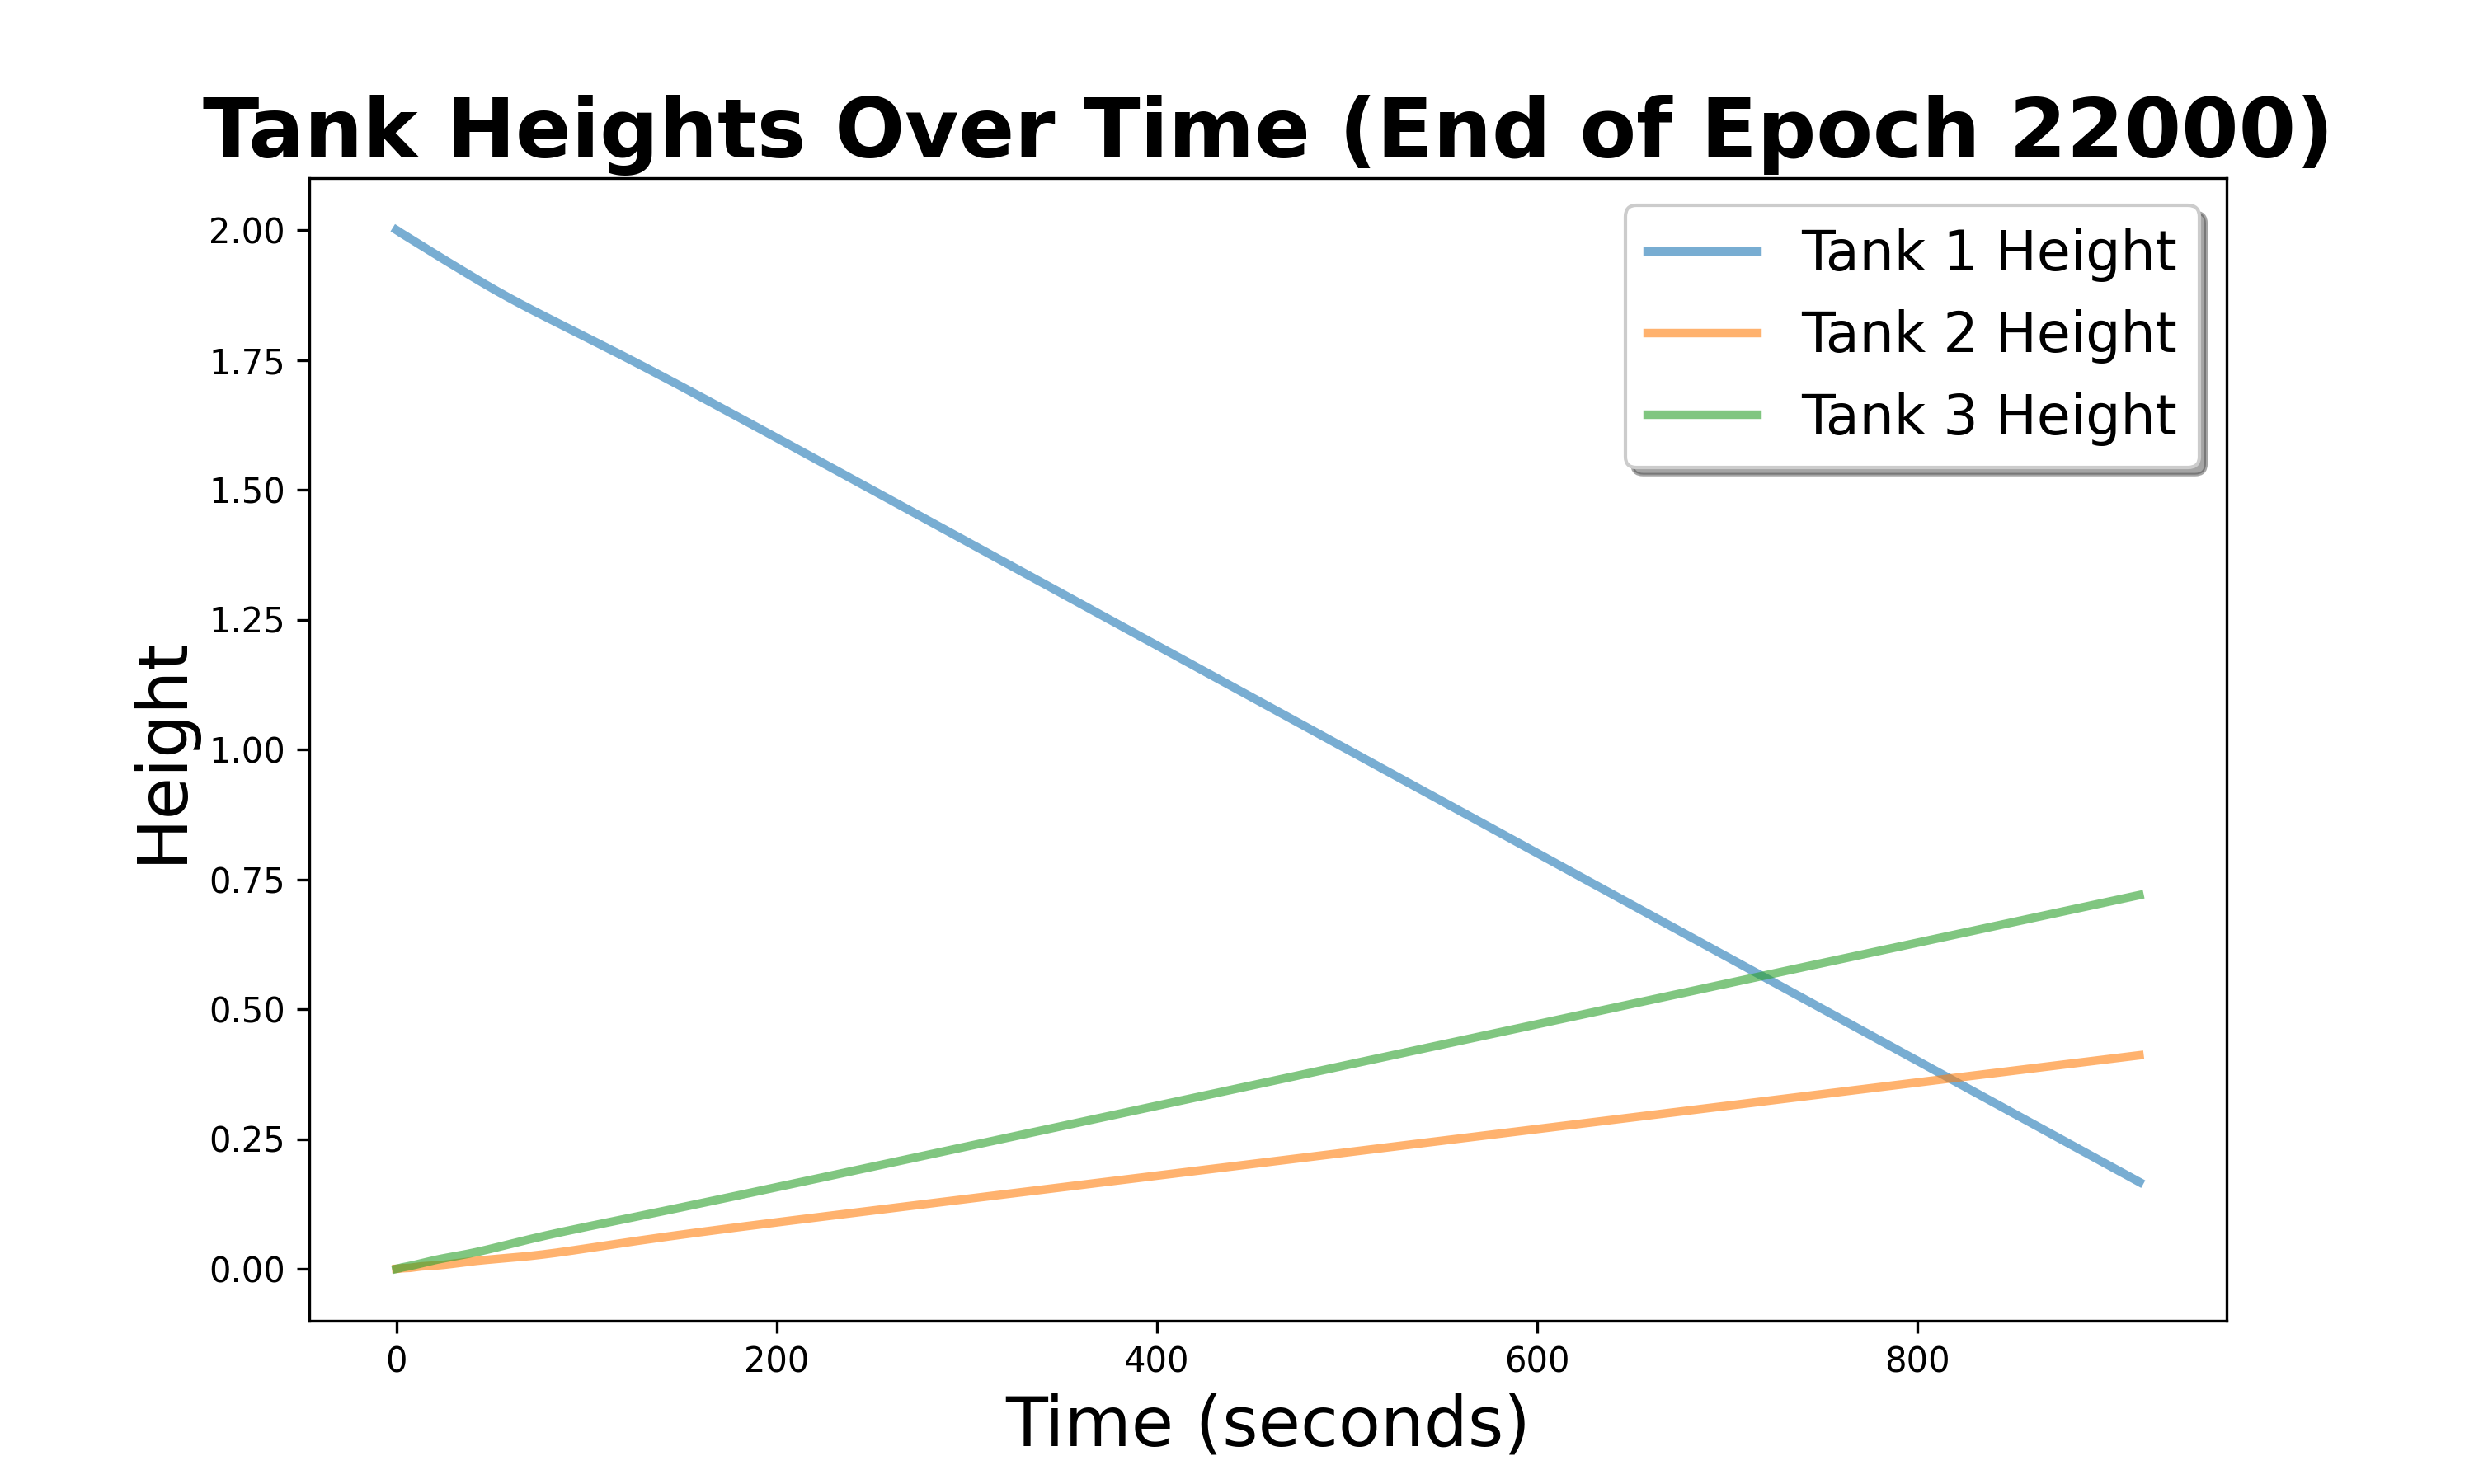 Tank Heights Over Time (End of Epoch 22000)
Tank 1 Height
Tank 2 Height
Tank 3 Height
Height
2.00
1.75
1.50
1.25
1.00
0.75
0.50
0.25
0.00
0 200 400 600 800
Time (seconds)